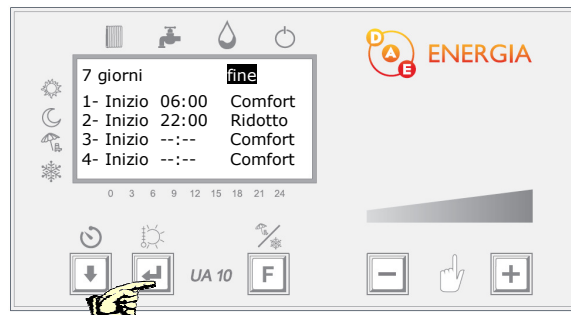 D A E ENERGIA
7 giorni fine
1- Inizio 06:00 Comfort
2- Inizio 22:00 Ridotto
3- Inizio --:-- Comfort
4- Inizio --:-- Comfort
0 3 6 9 12 15 18 21 24
UA 10 F